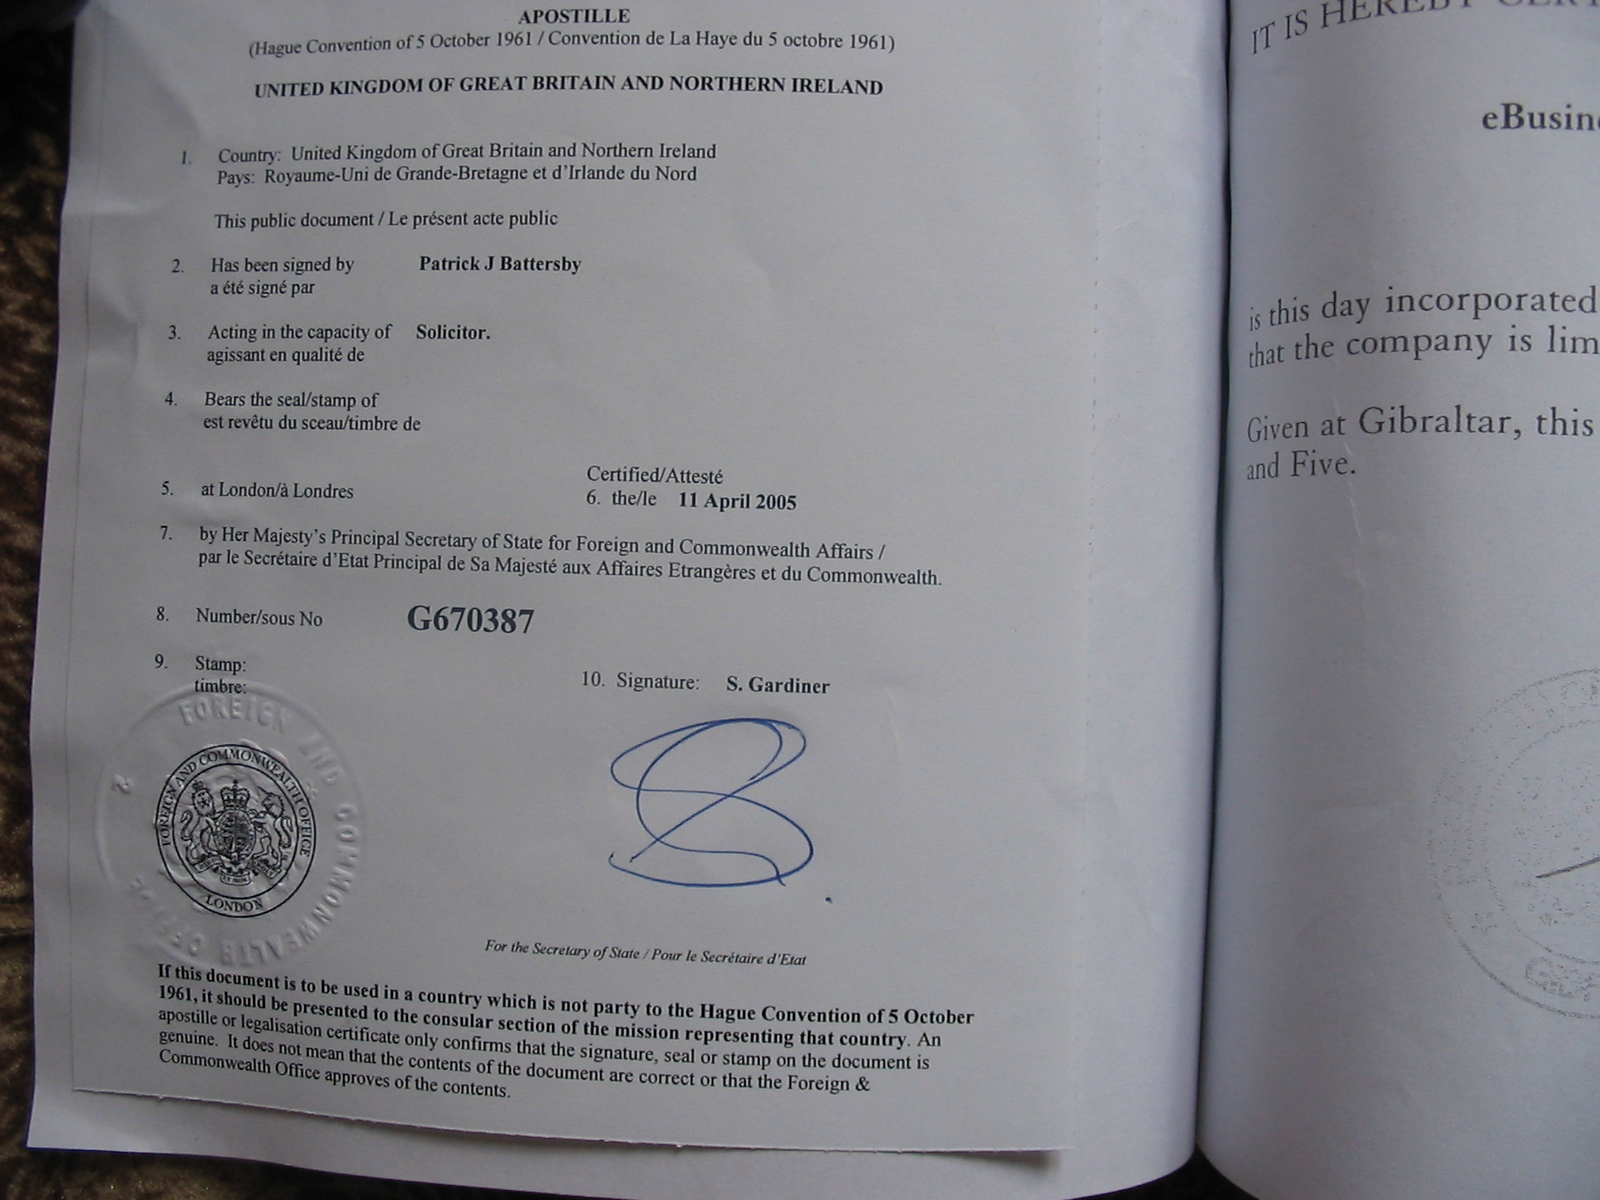 APOSTILLE
(Hague Convention of 5 October 1961 / Convention de La Haye du 5 octobre 1961)
UNITED KINGDOM OF GREAT BRITAIN AND NORTHERN IRELAND
1. Country: United Kingdom of Great Britain and Northern Ireland
Pays: Royaume-Uni de Grande-Bretagne et d'Irlande du Nord
This public document / Le présent acte public
2. Has been signed by Patrick J Battersby
a été signé par
3. Acting in the capacity of Solicitor.
agissant en qualité de
4. Bears the seal/stamp of
est revêtu du sceau/timbre de
Certified/Attesté
5. at London/à Londres 6. the/le 11 April 2005
7. by Her Majesty's Principal Secretary of State for Foreign and Commonwealth Affairs /
par le Secrétaire d'Etat Principal de Sa Majesté aux Affaires Etrangères et du Commonwealth.
8. Number/sous No G670387
9. Stamp:
timbre:
10. Signature: S. Gardiner
FOREIGN AND COMMONWEALTH OFFICE
2
FOREIGN AND COMMONWEALTH OFFICE
LONDON
For the Secretary of State / Pour le Secrétaire d'Etat
If this document is to be used in a country which is not party to the Hague Convention of 5 October
1961, it should be presented to the consular section of the mission representing that country. An
apostille or legalisation certificate only confirms that the signature, seal or stamp on the document is
genuine. It does not mean that the contents of the document are correct or that the Foreign &
Commonwealth Office approves of the contents.
IT IS HEREBY
eBusin
is this day incorporated
that the company is lim
Given at Gibraltar, this
and Five.